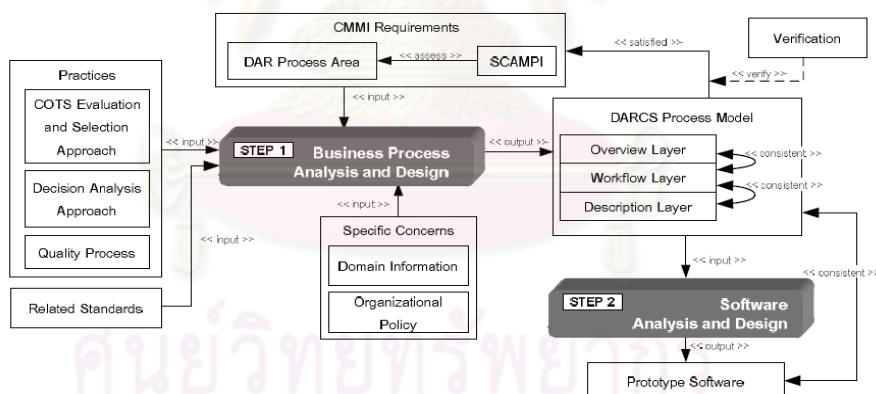 CMMI Requirements
DAR Process Area
<< assess >>
SCAMPI
<< satisfied >>
Verification
<< verify >>
Practices
COTS Evaluation
and Selection
Approach
Decision Analysis
Approach
Quality Process
Related Standards
<< input >>
<< input >>
<< input >>
STEP 1
Business Process
Analysis and Design
<< output >>
<< input >>
Specific Concerns
Domain Information
Organizational
Policy
DARCS Process Model
Overview Layer
Workflow Layer
Description Layer
<< consistent >>
<< consistent >>
<< input >>
<< consistent >>
STEP 2
Software
Analysis and Design
<< output >>
Prototype Software
ศูนย์วิทยทรัพยากร